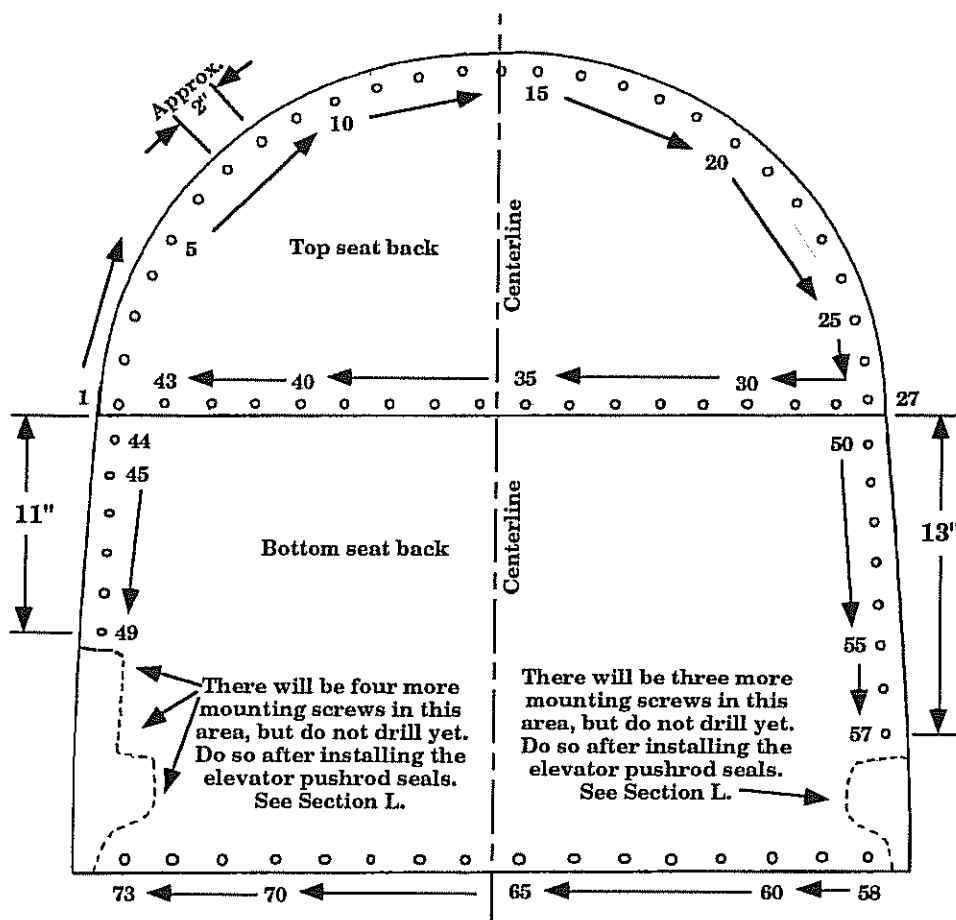 Approx.
2"
10
15
20
5
Top seat back
Centerline
25
43
40
35
30
1
27
44
50
45
11"
13"
Centerline
Bottom seat back
49
55
There will be four more
mounting screws in this
area, but do not drill yet.
Do so after installing the
elevator pushrod seals.
See Section L.
There will be three more
mounting screws in this
area, but do not drill yet.
Do so after installing the
elevator pushrod seals.
See Section L.
57
73
70
65
60
58